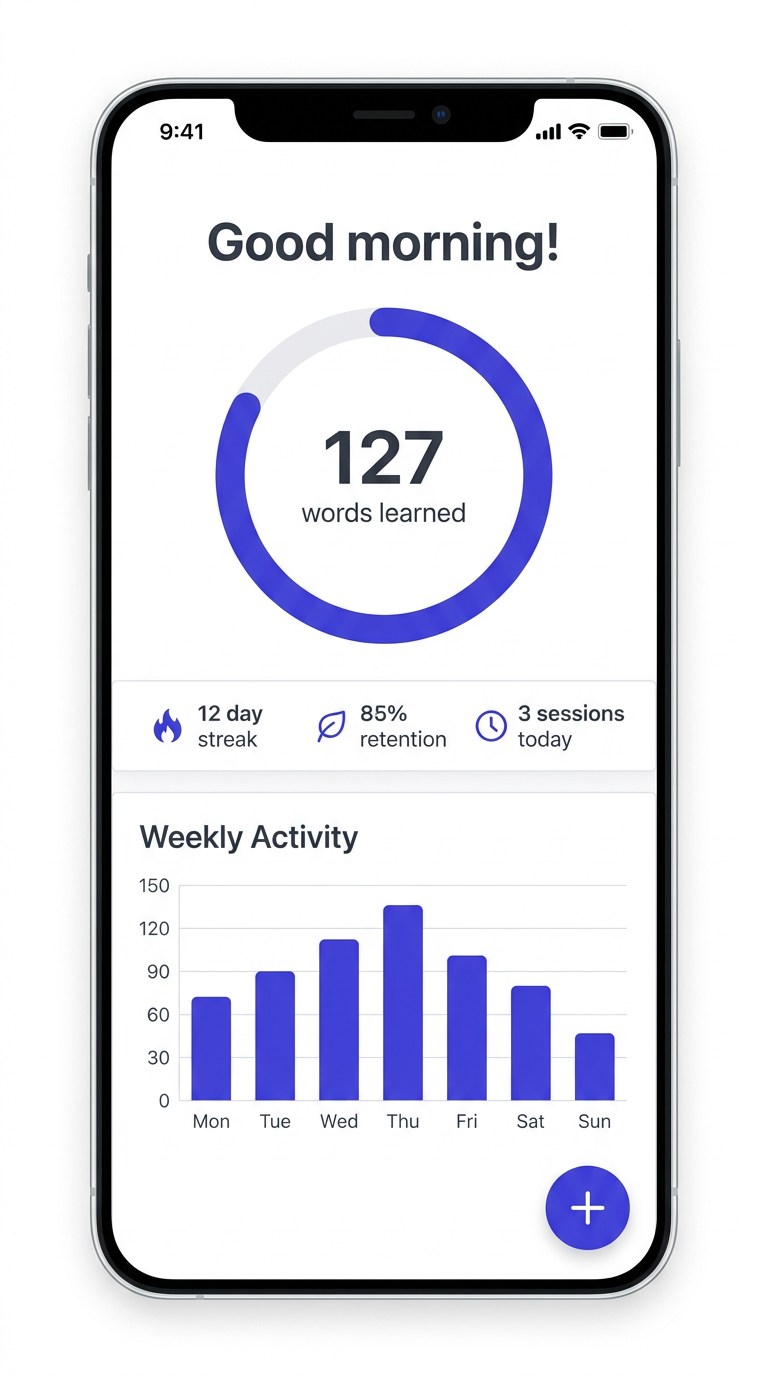 9:41
Good morning!
127
words learned
12 day
streak
85%
retention
3 sessions
today
Weekly Activity
150
120
90
60
30
0
Mon Tue Wed Thu Fri Sat Sun